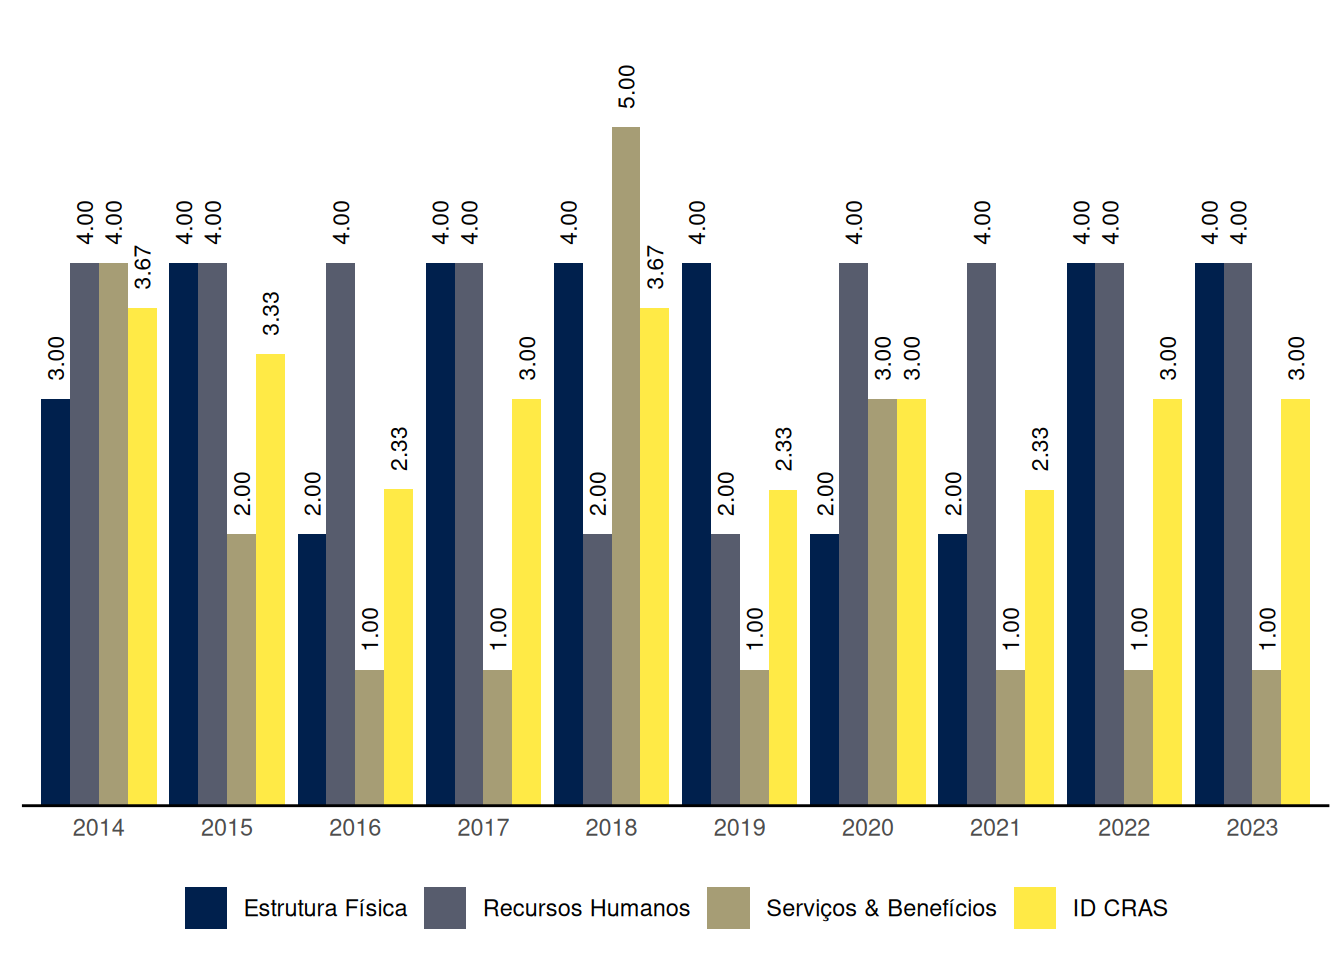 5.00
4.00 4.00 4.00 4.00 4.00 4.00 4.00 4.00 4.00 4.00 4.00 4.00 4.00 4.00 4.00
3.67 3.67
3.33
3.00 3.00 3.00 3.00 3.00 3.00
2.33 2.33 2.33
2.00 2.00 2.00 2.00 2.00 2.00
1.00 1.00 1.00 1.00 1.00 1.00
2014 2015 2016 2017 2018 2019 2020 2021 2022 2023
Estrutura Física Recursos Humanos Serviços & Benefícios ID CRAS